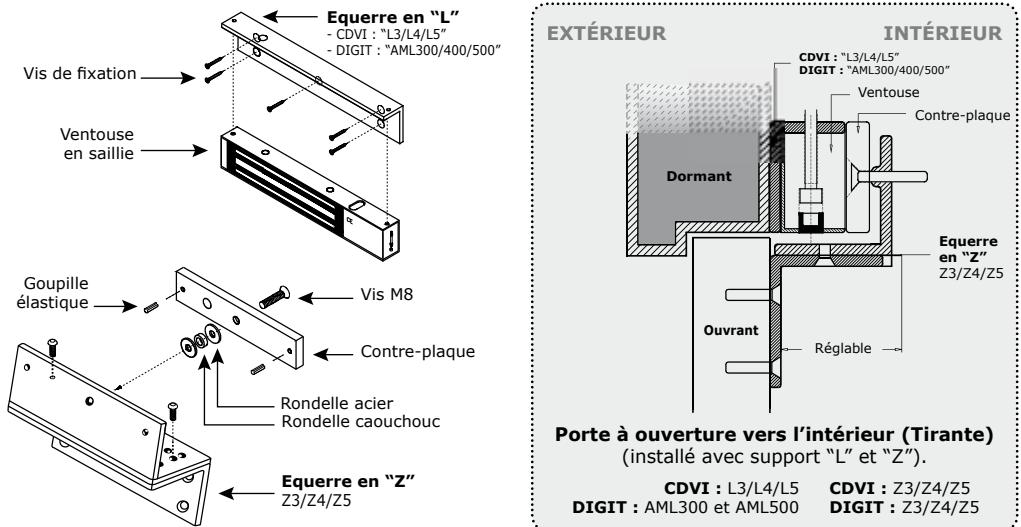 Equerre en “L”
- CDVI : “L3/L4/L5”
- DIGIT : “AML300/400/500”
Vis de fixation
Ventouse
en saillie
Goupille
élastique
Vis M8
Contre-plaque
Rondelle acier
Rondelle caouchouc
Equerre en “Z”
Z3/Z4/Z5
EXTÉRIEUR
INTÉRIEUR
CDVI : “L3/L4/L5”
DIGIT : “AML300/400/500”
Ventouse
Contre-plaque
Dormant
Equerre
en “Z”
Z3/Z4/Z5
Ouvrant
Réglable
Porte à ouverture vers l’intérieur (Tirante)
(installé avec support “L” et “Z”).
CDVI : L3/L4/L5 CDVI : Z3/Z4/Z5
DIGIT : AML300 et AML500 DIGIT : Z3/Z4/Z5